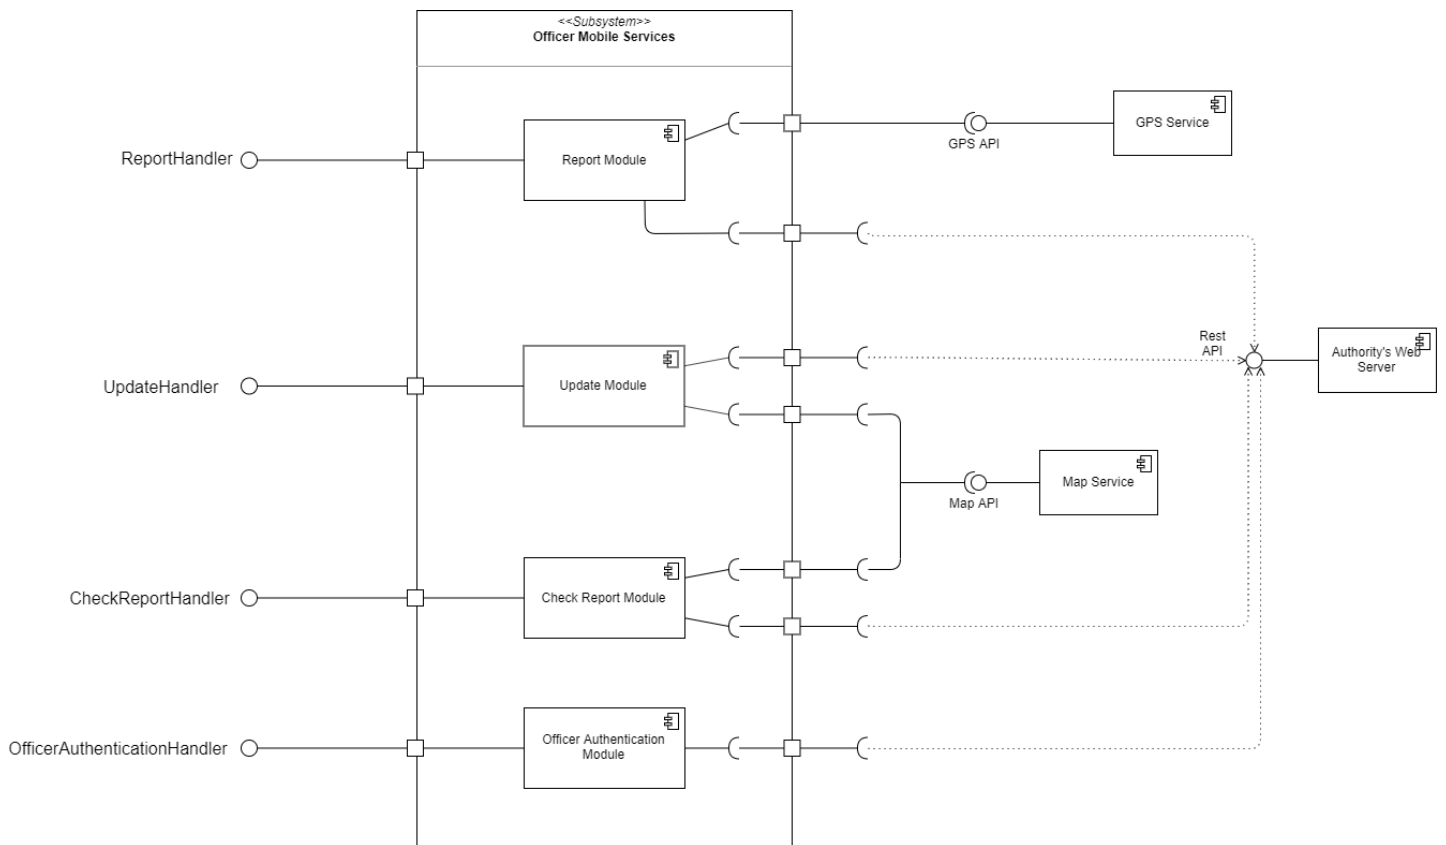 <<Subsystem>>
Officer Mobile Services
GPS Service
GPS API
ReportHandler
Report Module
Rest
API
Authority's Web
Server
UpdateHandler
Update Module
Map Service
Map API
CheckReportHandler
Check Report Module
OfficerAuthenticationHandler
Officer Authentication
Module